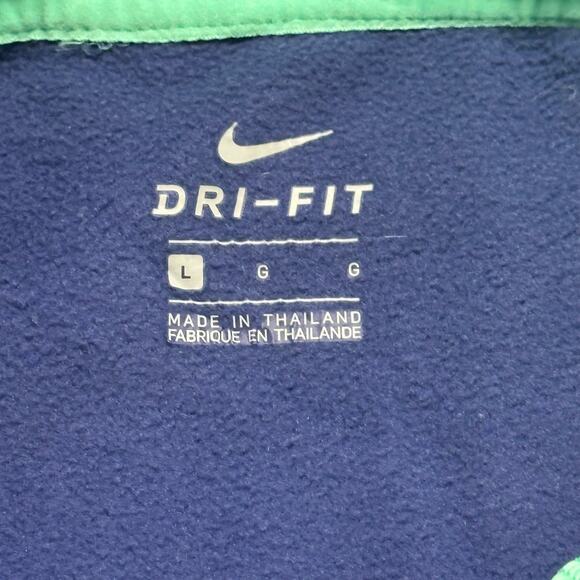 DRI-FIT
L G G
MADE IN THAILAND
FABRIQUE EN THAILANDE